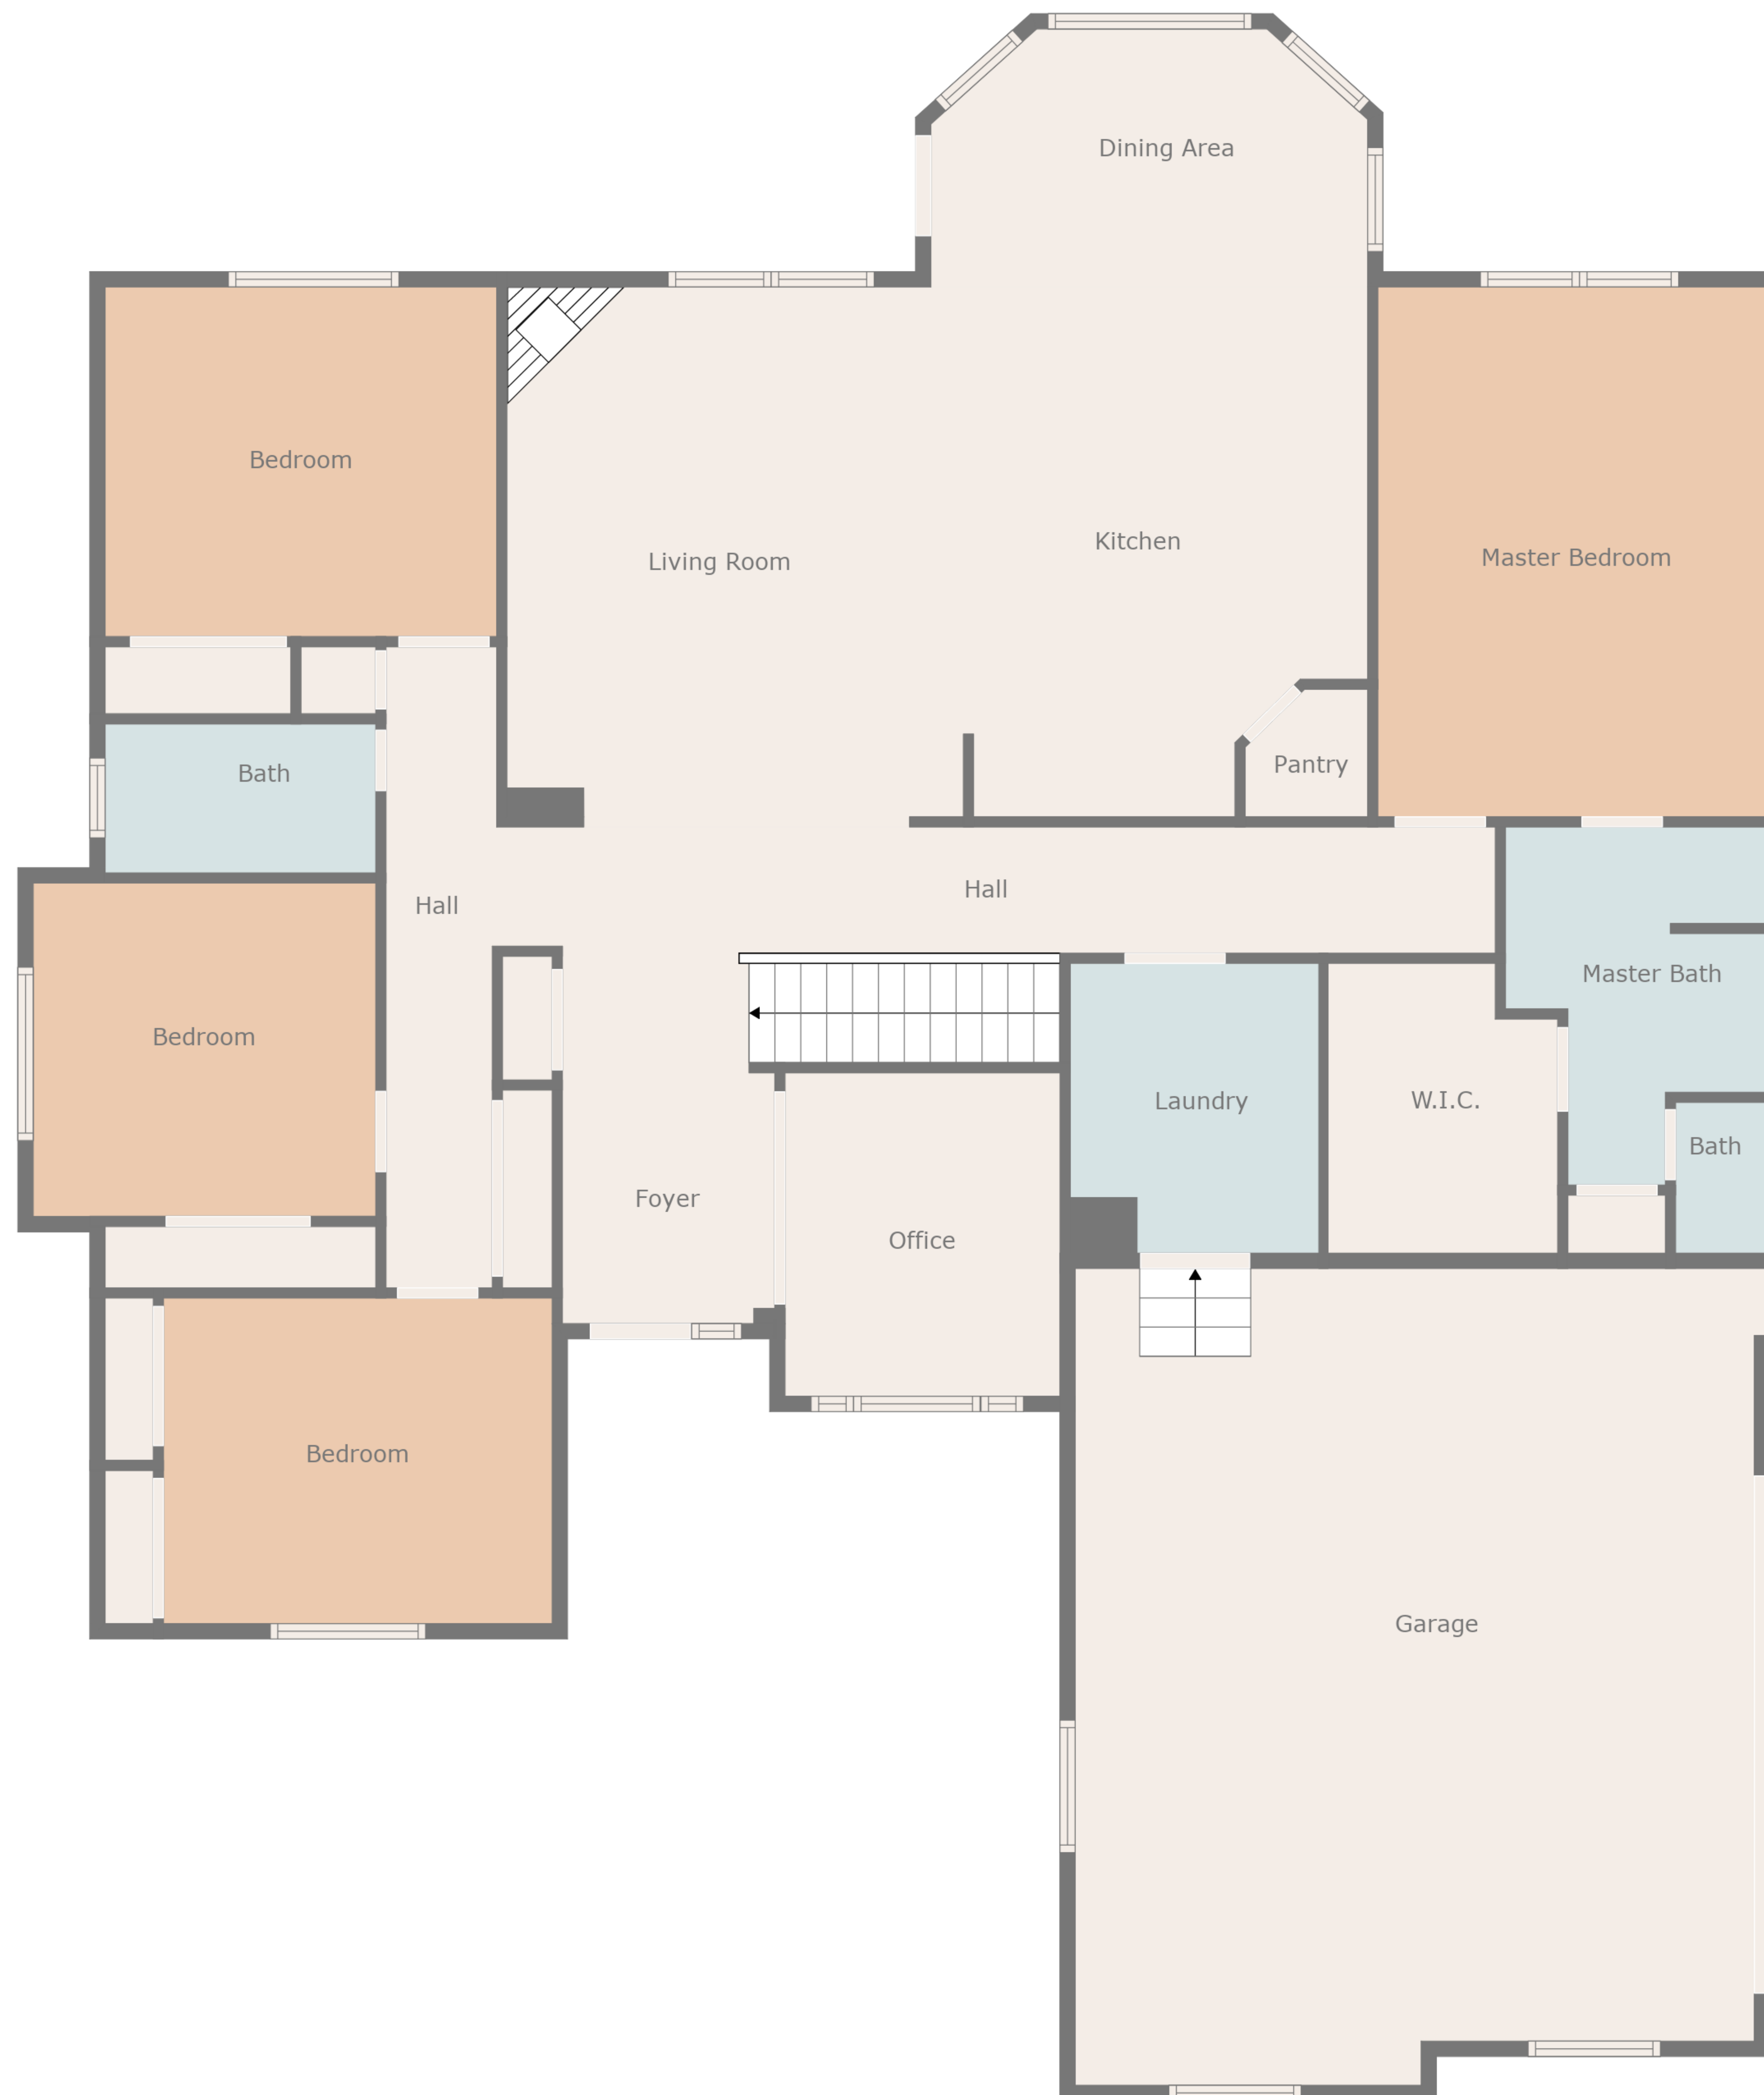 Dining Area
Bedroom
Kitchen
Living Room
Master Bedroom
Pantry
Bath
Hall
Hall
Master Bath
Bedroom
Laundry
W.I.C.
Bath
Foyer
Office
Bedroom
Garage